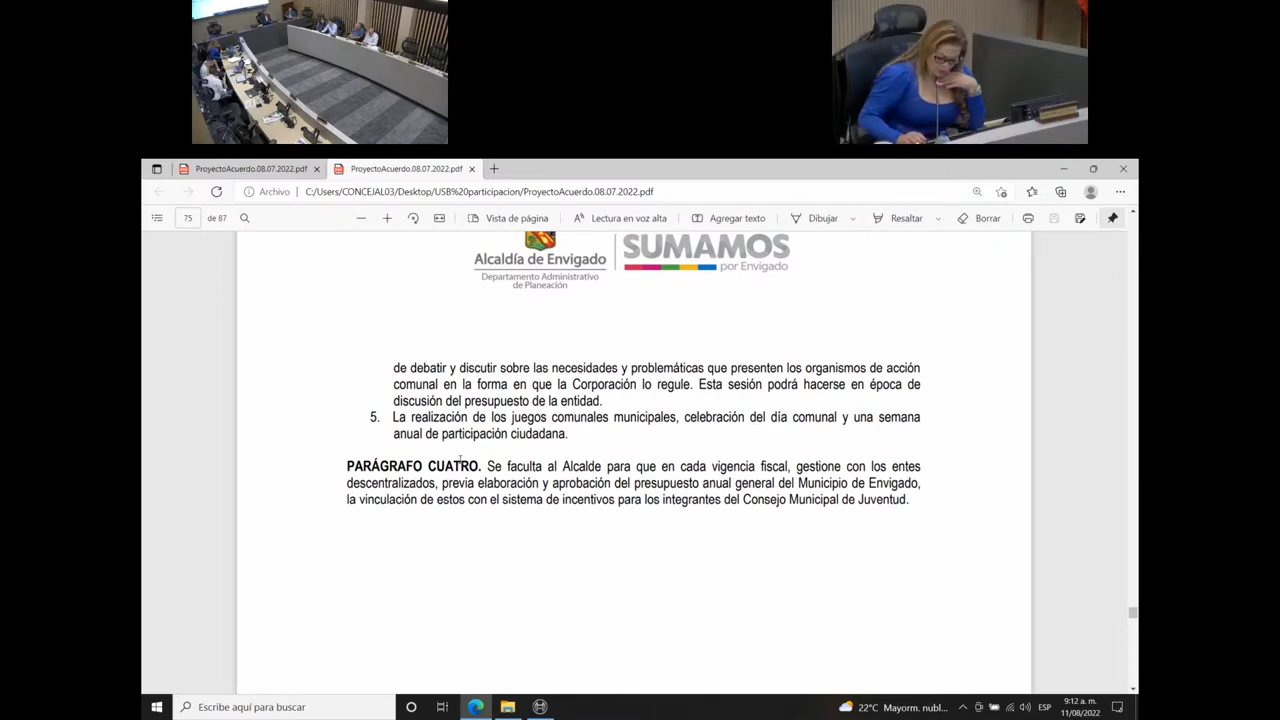 ProyectoAcuerdo.08.07.2022.pdf
ProyectoAcuerdo.08.07.2022.pdf
Archivo
C:/Users/CONCEJAL03/Desktop/USB%20participacion/ProyectoAcuerdo.08.07.2022.pdf
75 de 87
Vista de página
Lectura en voz alta
Agregar texto
Dibujar
Resaltar
Borrar
Alcaldía de Envigado
Departamento Administrativo
de Planeación
SUMAMOS
por Envigado
de debatir y discutir sobre las necesidades y problemáticas que presenten los organismos de acción
comunal en la forma en que la Corporación lo regule. Esta sesión podrá hacerse en época de
discusión del presupuesto de la entidad.
5. La realización de los juegos comunales municipales, celebración del día comunal y una semana
anual de participación ciudadana.
PARÁGRAFO CUATRO. Se faculta al Alcalde para que en cada vigencia fiscal, gestione con los entes
descentralizados, previa elaboración y aprobación del presupuesto anual general del Municipio de Envigado,
la vinculación de estos con el sistema de incentivos para los integrantes del Consejo Municipal de Juventud.
Escribe aquí para buscar
22°C Mayorm. nubl...
ESP
9:12 a. m.
11/08/2022